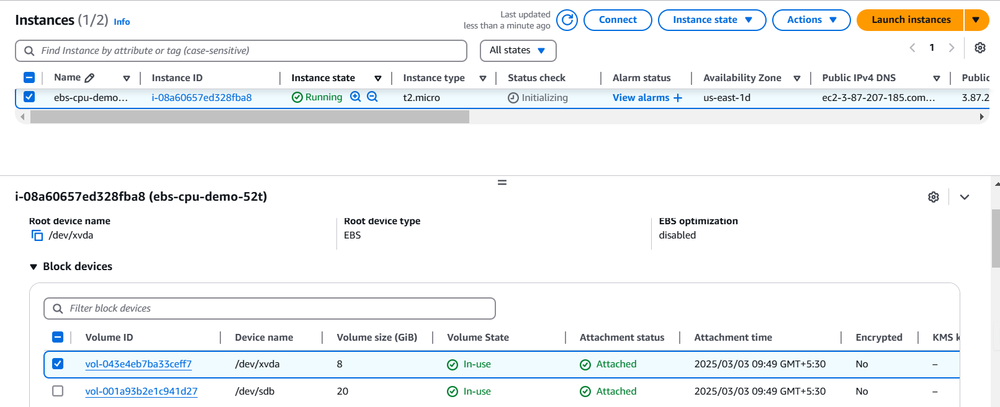 Instances (1/2) Info
Last updated
less than a minute ago
Connect
Instance state
Actions
Launch instances
Find Instance by attribute or tag (case-sensitive)
All states
1
Name Instance ID Instance state Instance type Status check Alarm status Availability Zone Public IPv4 DNS Public
ebs-cpu-demo... i-08a60657ed328fba8 Running t2.micro Initializing View alarms + us-east-1d ec2-3-87-207-185.com... 3.87.2
i-08a60657ed328fba8 (ebs-cpu-demo-52t)
Root device name Root device type EBS optimization
/dev/xvda EBS disabled
Block devices
Filter block devices
Volume ID Device name Volume size (GiB) Volume State Attachment status Attachment time Encrypted KMS k
vol-043e4eb7ba33ceff7 /dev/xvda 8 In-use Attached 2025/03/03 09:49 GMT+5:30 No –
vol-001a93b2e1c941d27 /dev/sdb 20 In-use Attached 2025/03/03 09:49 GMT+5:30 No –